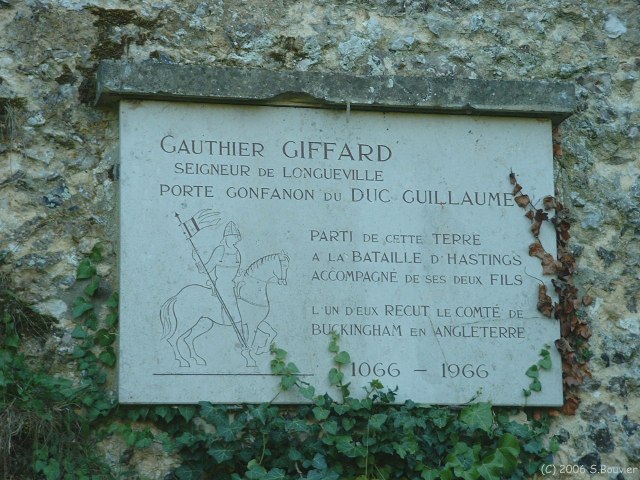 GAUTHIER GIFFARD
SEIGNEUR DE LONGUEVILLE
PORTE GONFANON DU DUC GUILLAUME
PARTI DE CETTE TERRE
A LA BATAILLE D'HASTINGS
ACCOMPAGNÉ DE SES DEUX FILS
L'UN D'EUX RECUT LE COMTÉ DE
BUCKINGHAM EN ANGLETERRE
1066 - 1966
(C) 2006 S.Bouvier